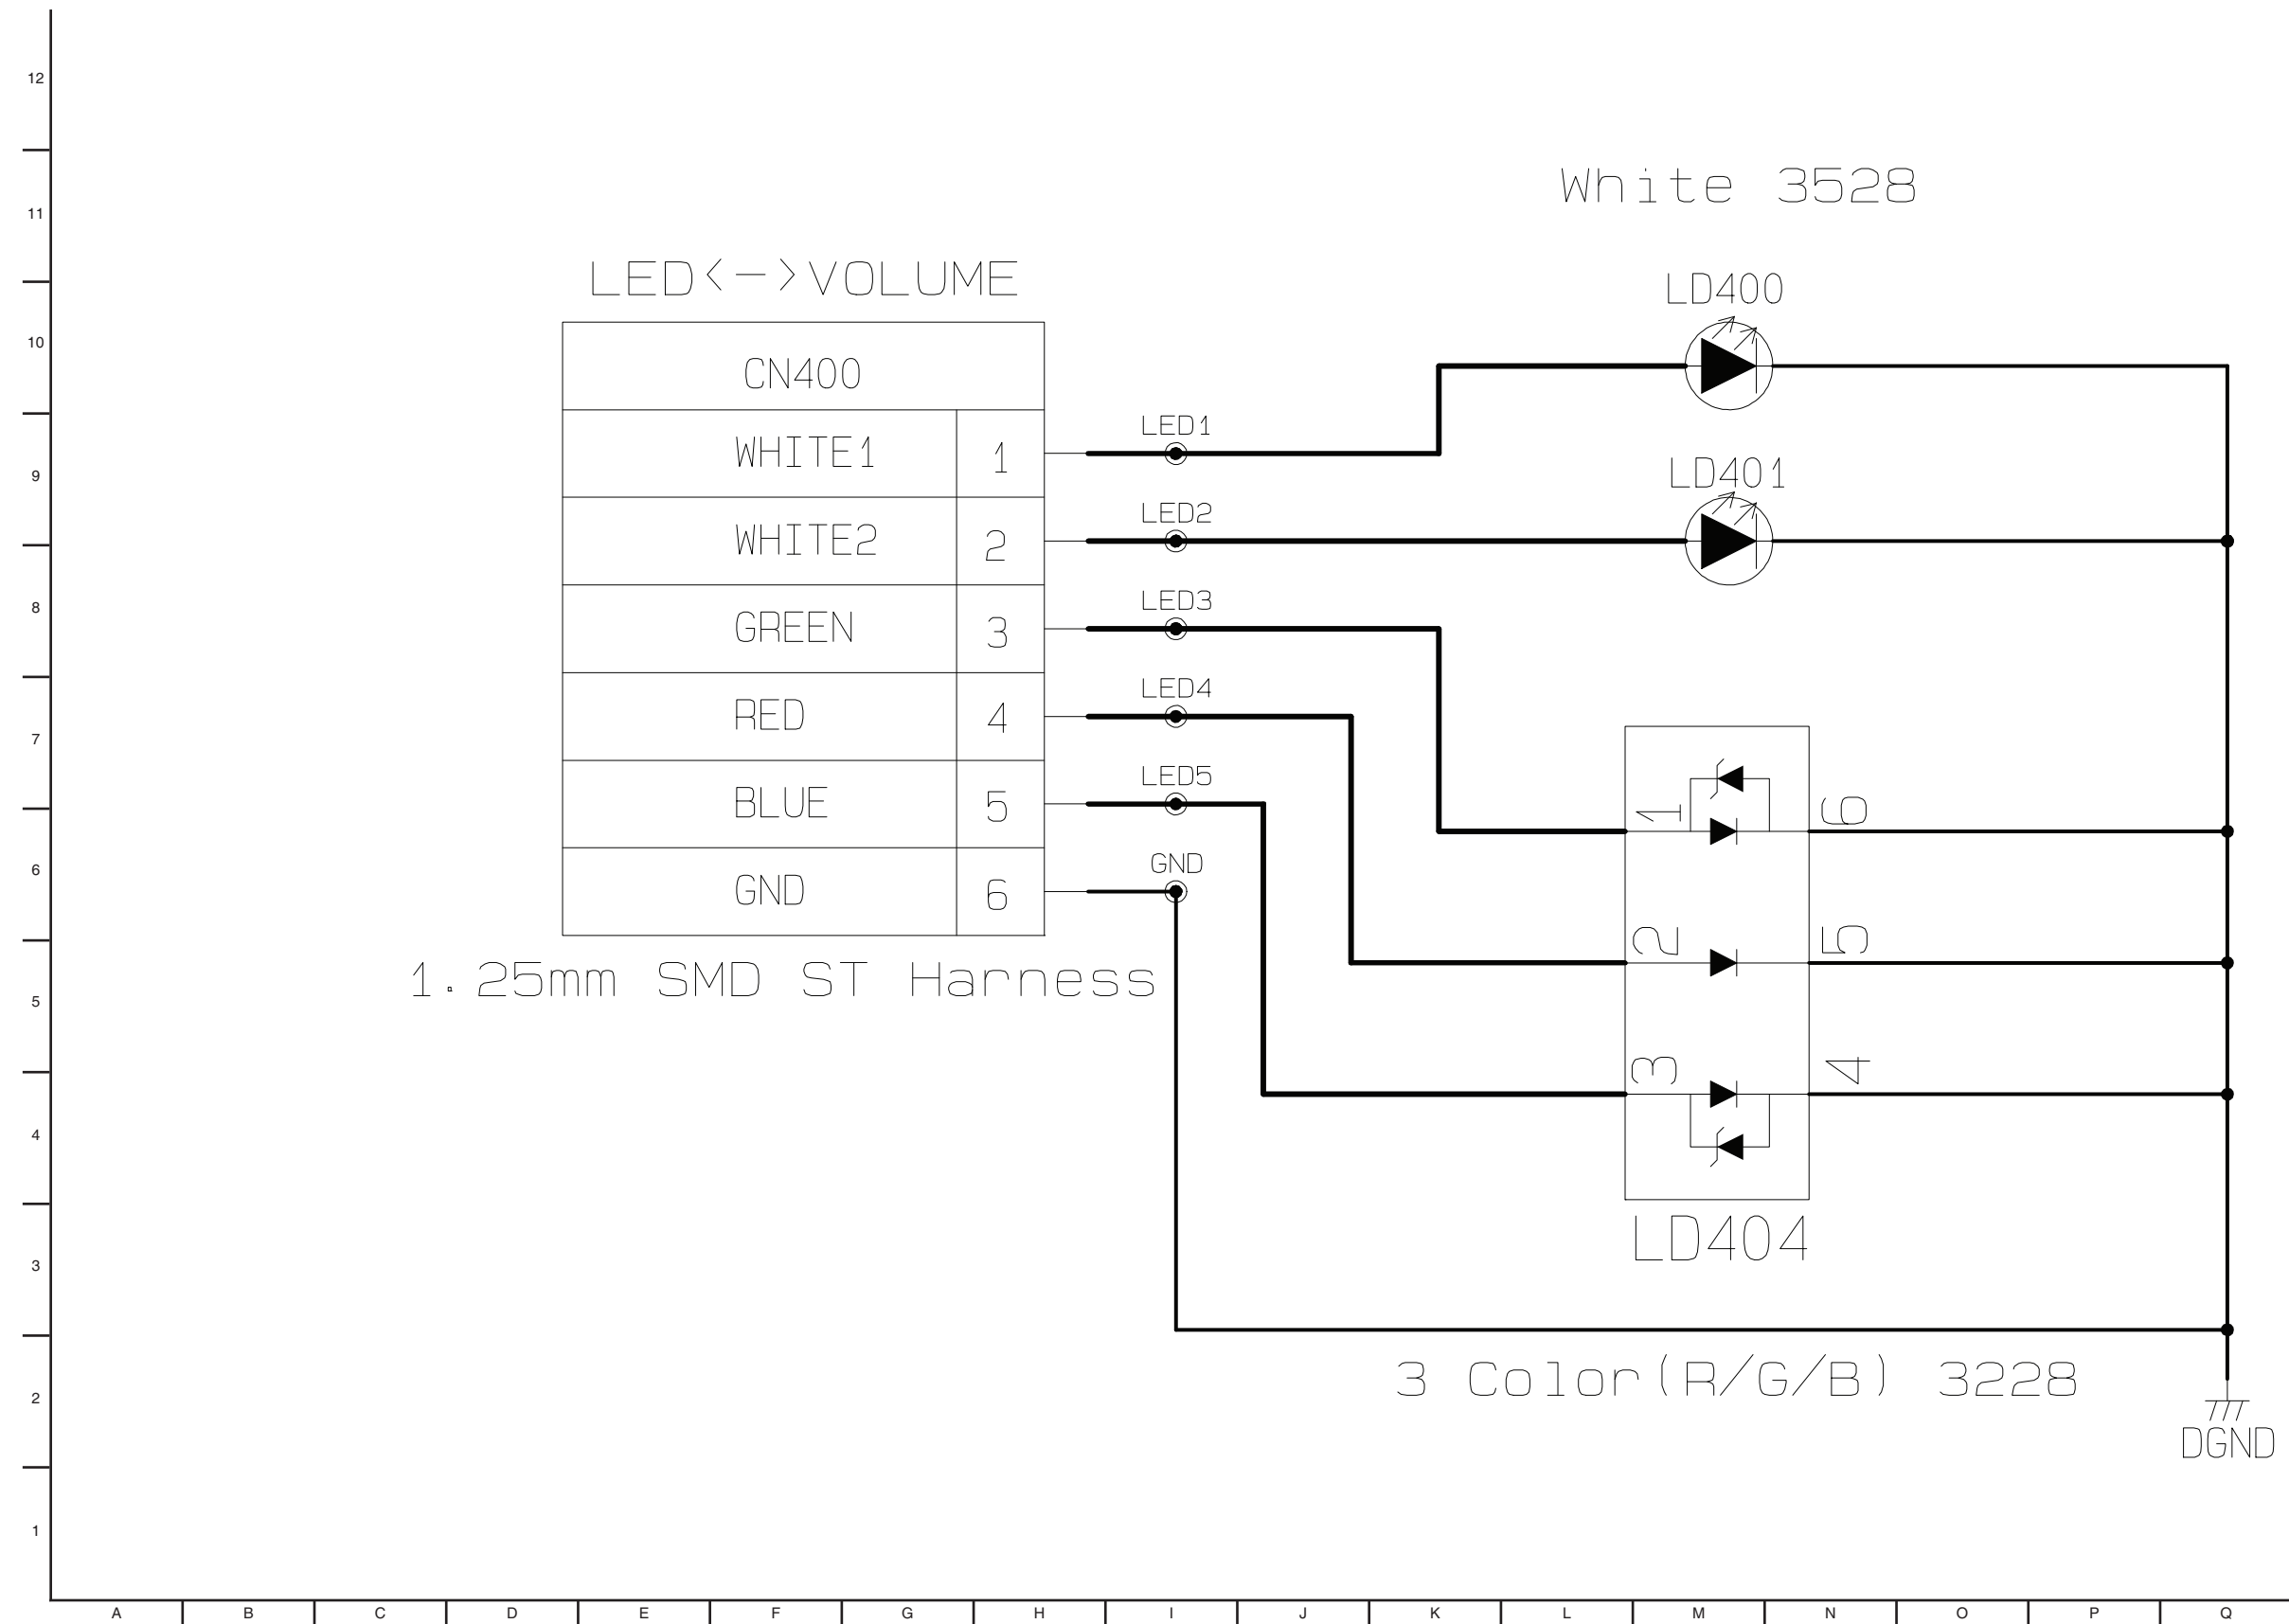 12
11
10
9
8
7
6
5
4
3
2
1
White 3528
LED<->VOLUME
LD400
CN400
WHITE1 1
LED1
LD401
WHITE2 2
LED2
GREEN 3
LED3
RED 4
LED4
BLUE 5
LED5
1 6
GND 6
GND
2 5
1.25mm SMD ST Harness
3 4
LD404
3 Color(R/G/B) 3228
DGND
A B C D E F G H I J K L M N O P Q